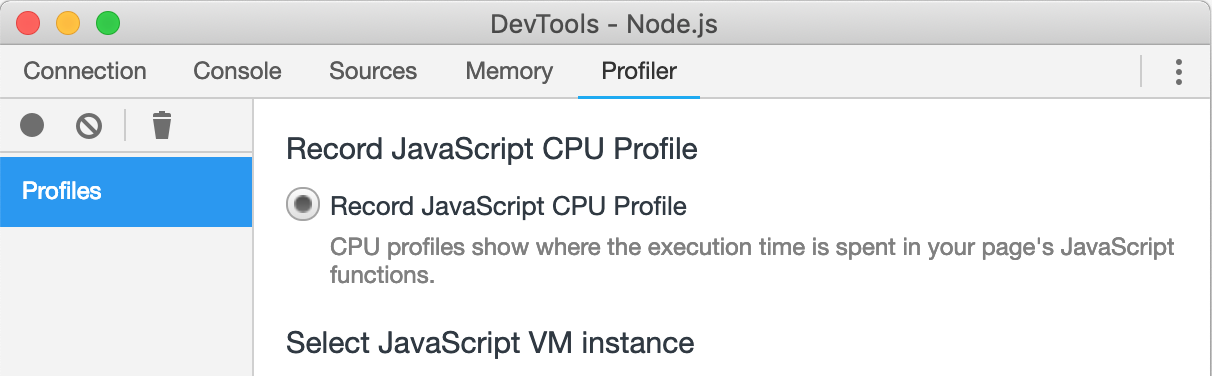 DevTools - Node.js
Connection Console Sources Memory Profiler
Profiles
Record JavaScript CPU Profile
Record JavaScript CPU Profile
CPU profiles show where the execution time is spent in your page's JavaScript
functions.
Select JavaScript VM instance